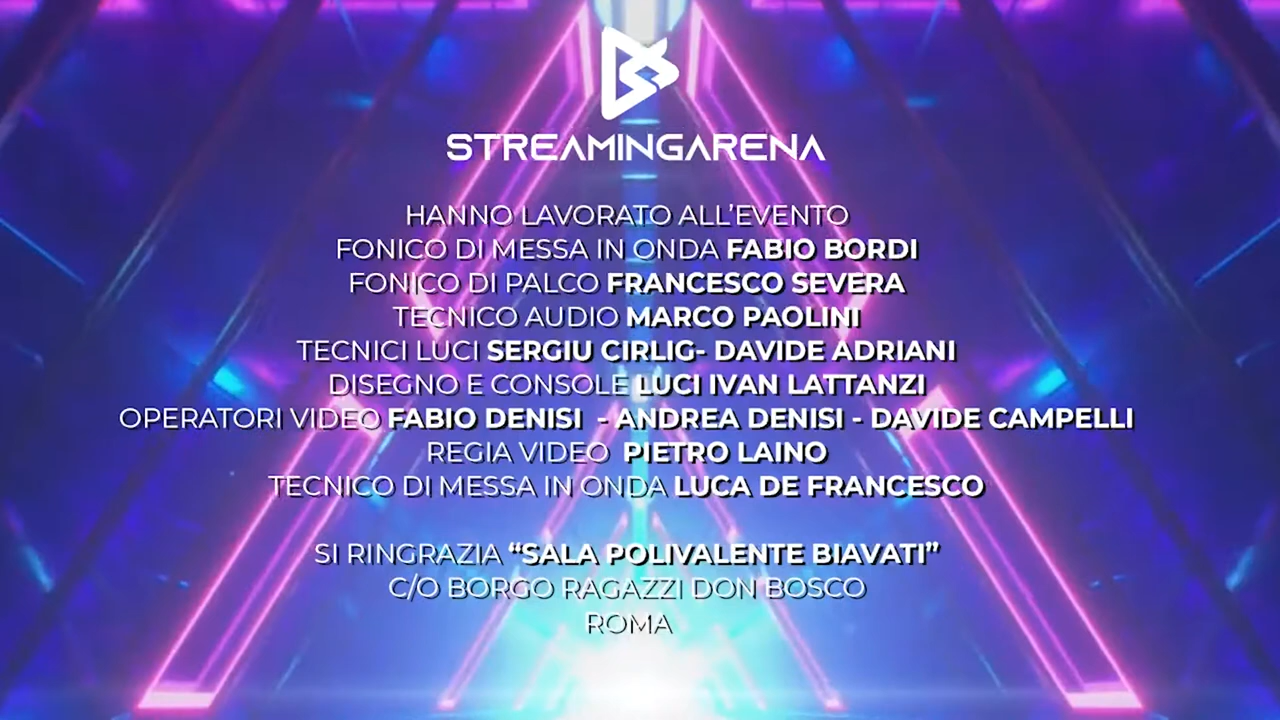 STREAMINGARENA
HANNO LAVORATO ALL'EVENTO
FONICO DI MESSA IN ONDA FABIO BORDI
FONICO DI PALCO FRANCESCO SEVERA
TECNICO AUDIO MARCO PAOLINI
TECNICI LUCI SERGIU CIRLIG- DAVIDE ADRIANI
DISEGNO E CONSOLE LUCI IVAN LATTANZI
OPERATORI VIDEO FABIO DENISI - ANDREA DENISI - DAVIDE CAMPELLI
REGIA VIDEO PIETRO LAINO
TECNICO DI MESSA IN ONDA LUCA DE FRANCESCO
SI RINGRAZIA “SALA POLIVALENTE BIAVATI”
C/O BORGO RAGAZZI DON BOSCO
ROMA